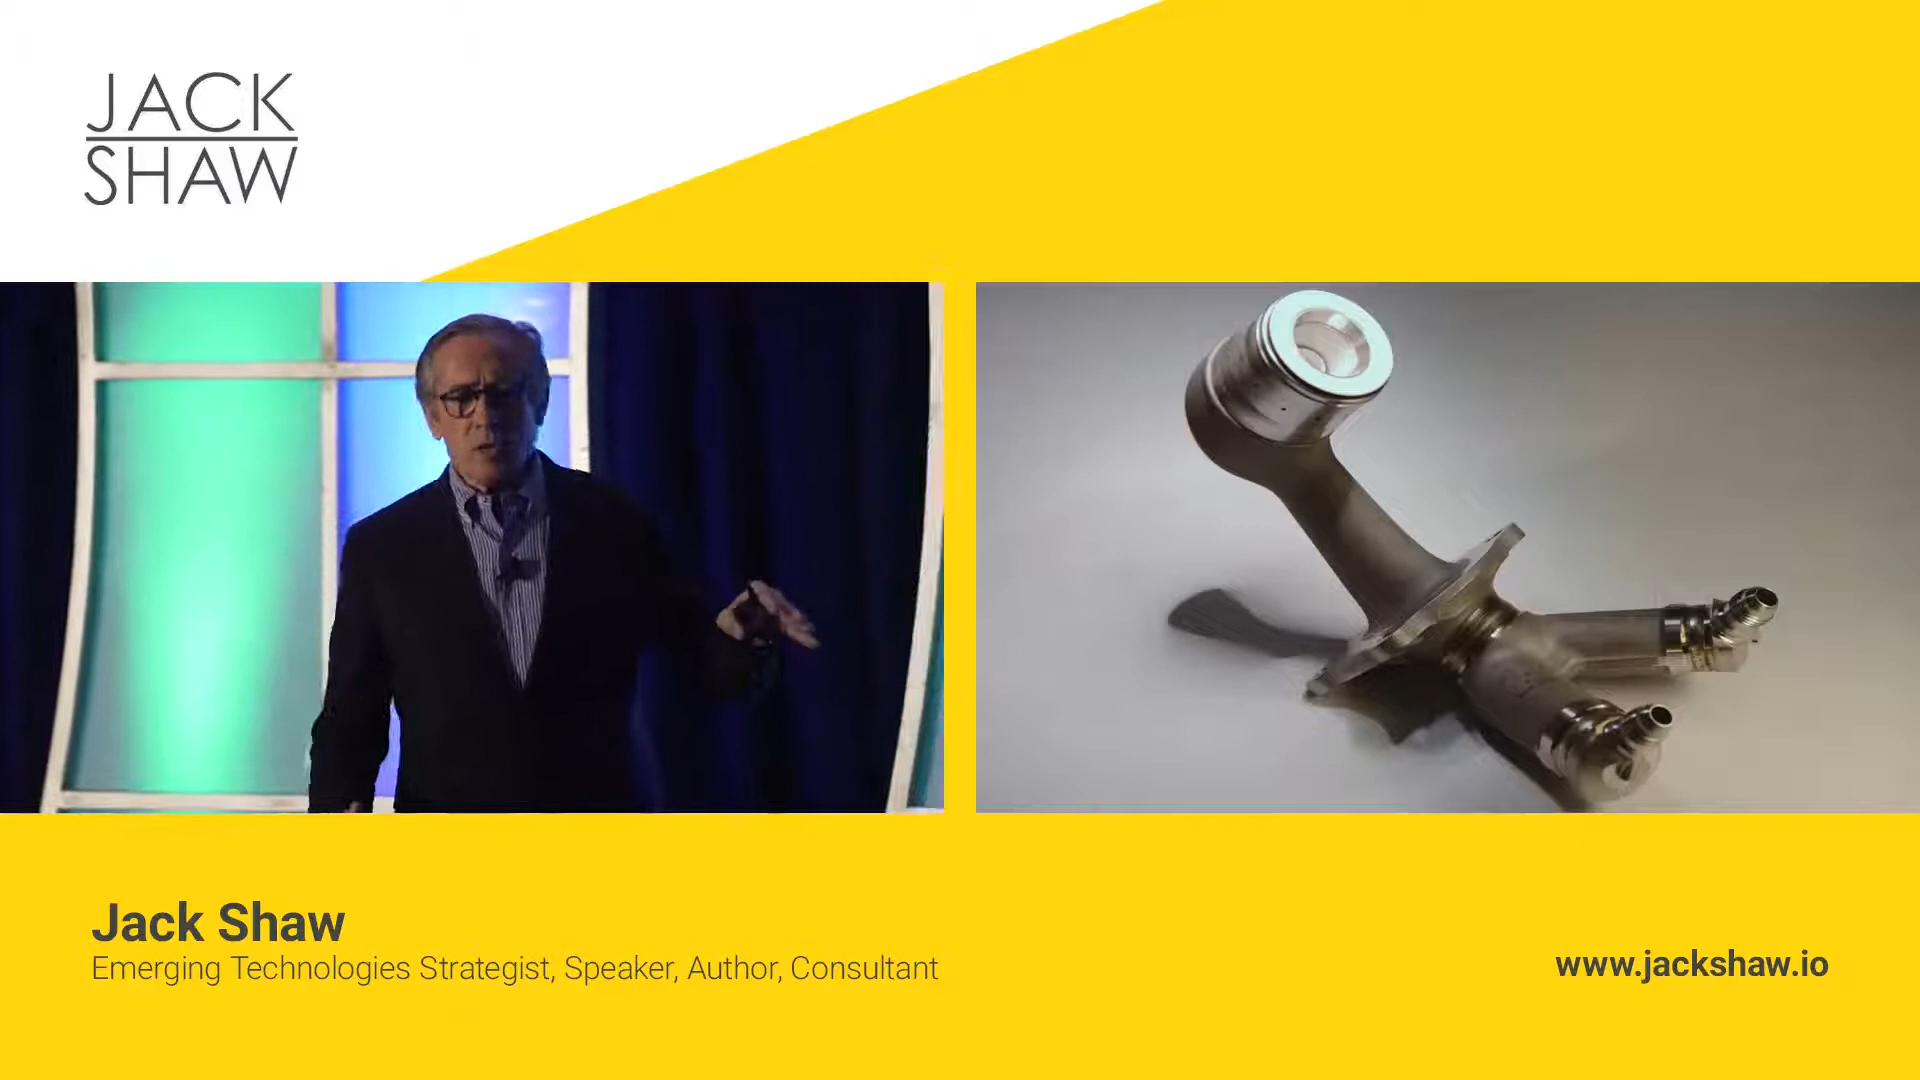 JACK
SHAW
Jack Shaw
Emerging Technologies Strategist, Speaker, Author, Consultant
www.jackshaw.io